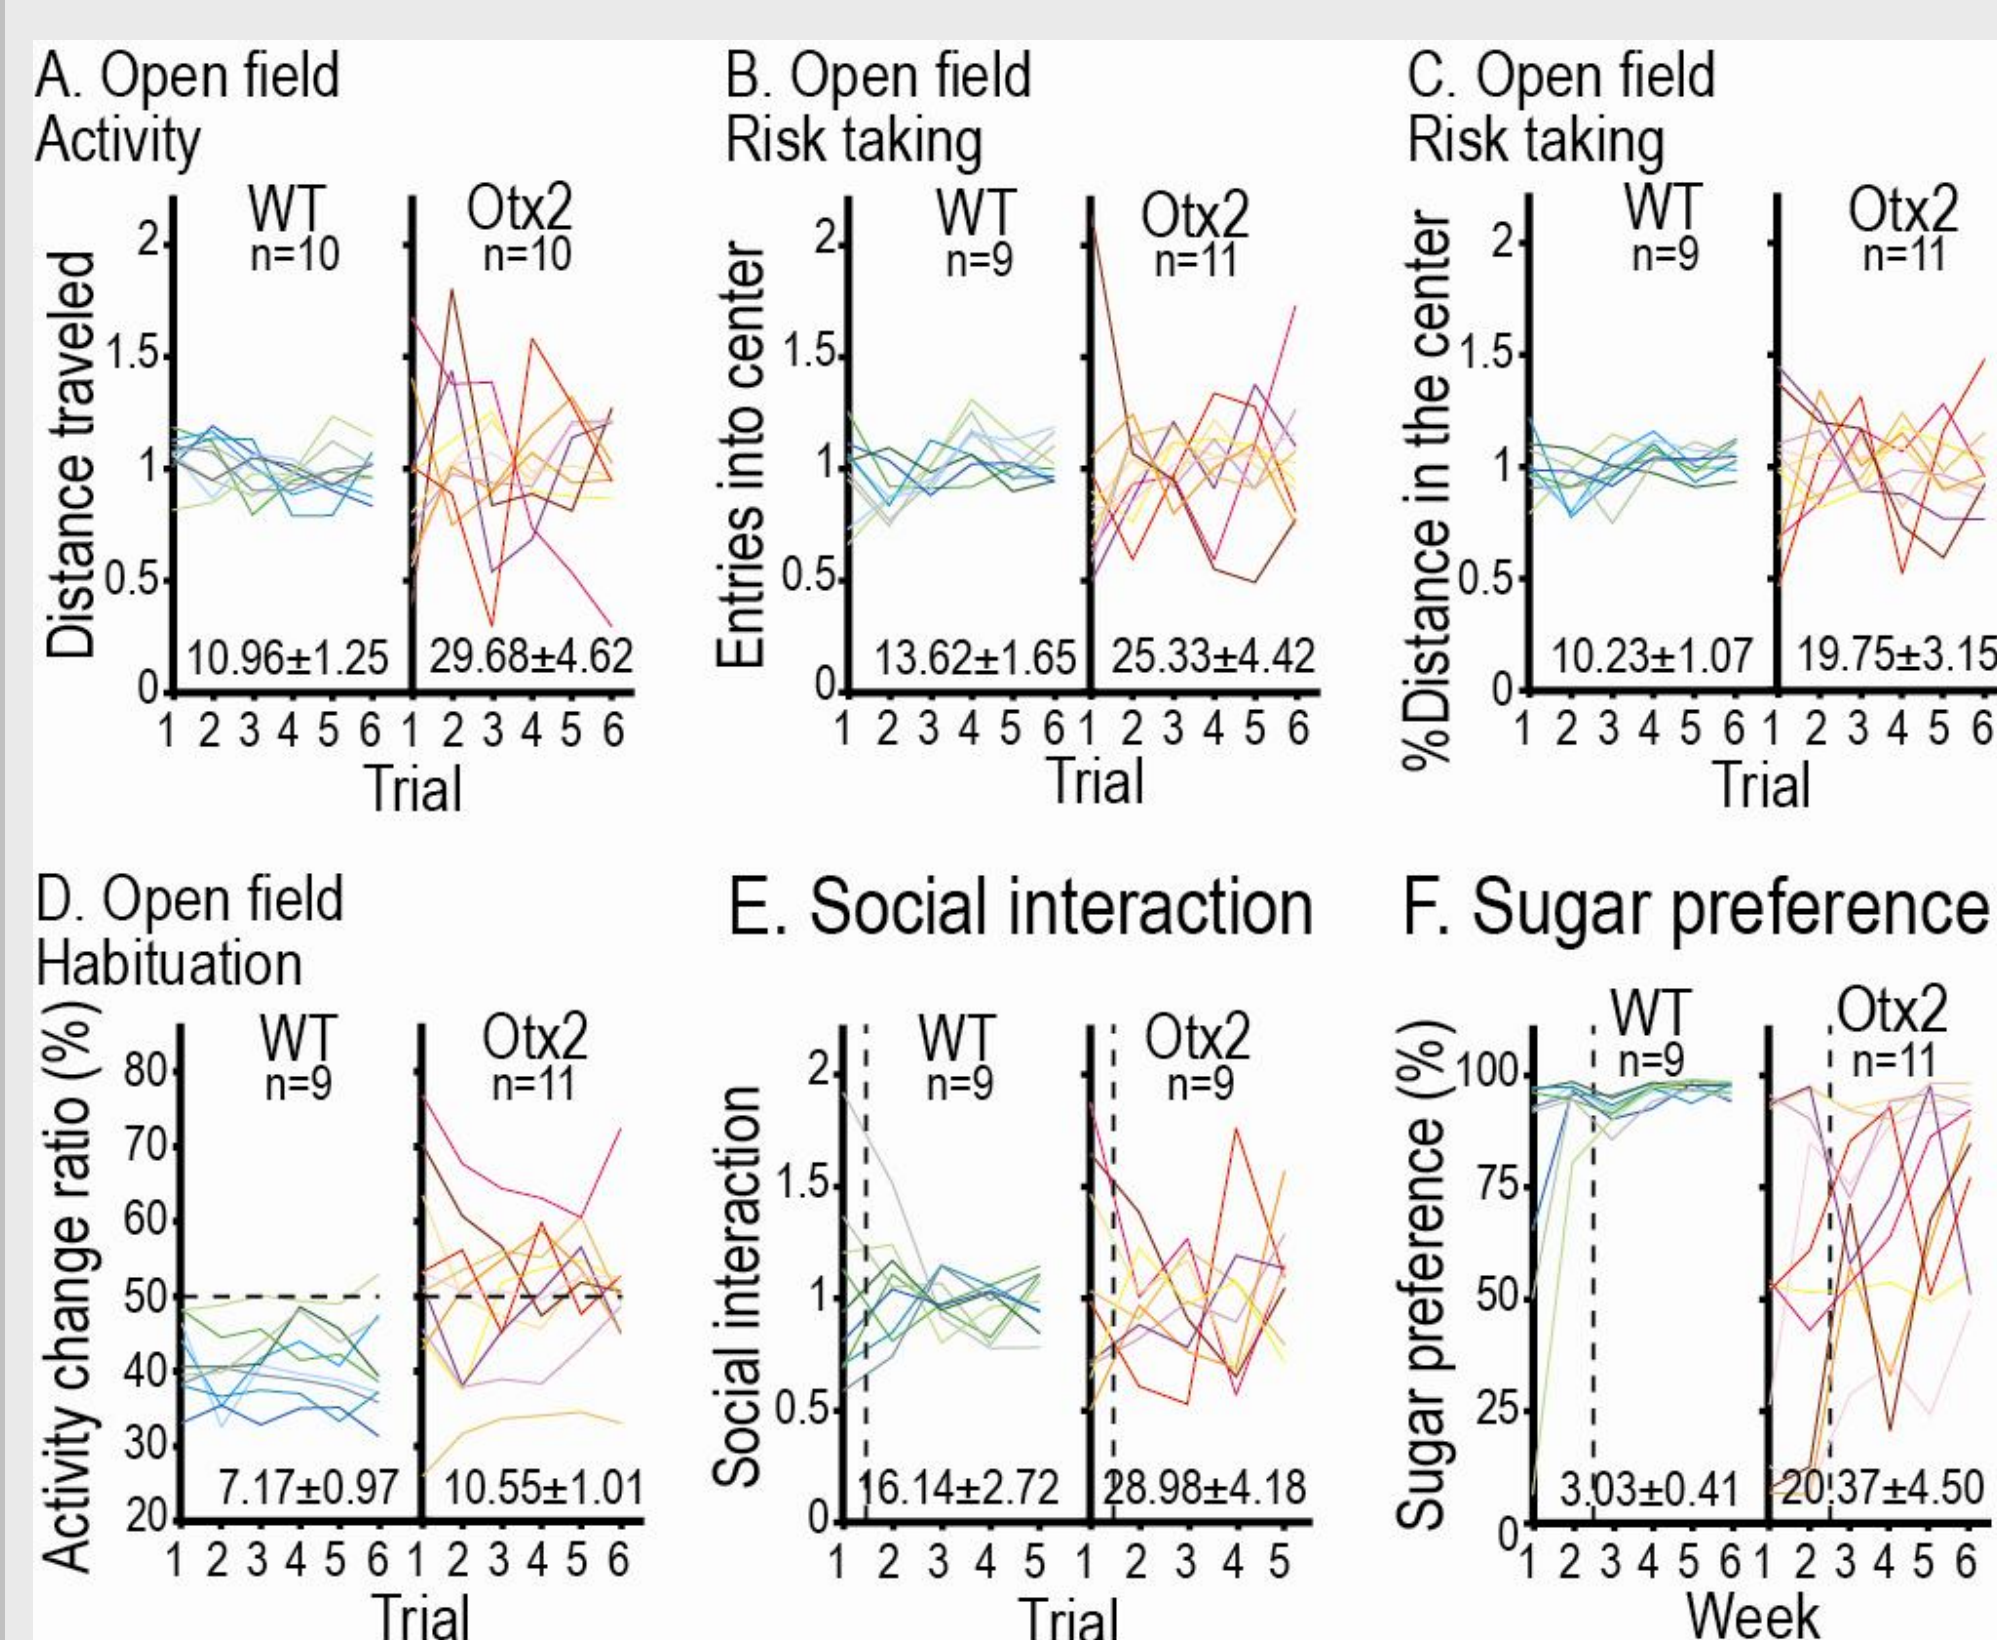 A. Open field
Activity
WT
n=10
Otx2
n=10
Distance traveled
2
1.5
1
0.5
0
10.96±1.25
29.68±4.62
1 2 3 4 5 6 1 2 3 4 5 6
Trial
B. Open field
Risk taking
WT
n=9
Otx2
n=11
Entries into center
2
1.5
1
0.5
0
13.62±1.65
25.33±4.42
1 2 3 4 5 6 1 2 3 4 5 6
Trial
C. Open field
Risk taking
WT
n=9
Otx2
n=11
%Distance in the center
2
1.5
1
0.5
0
10.23±1.07
19.75±3.15
1 2 3 4 5 6 1 2 3 4 5 6
Trial
D. Open field
Habituation
WT
n=9
Otx2
n=11
Activity change ratio (%)
80
70
60
50
40
30
20
7.17±0.97
10.55±1.01
1 2 3 4 5 6 1 2 3 4 5 6
Trial
E. Social interaction
WT
n=9
Otx2
n=9
Social interaction
2
1.5
1
0.5
0
16.14±2.72
28.98±4.18
1 2 3 4 5 1 2 3 4 5
Trial
F. Sugar preference
WT
n=9
Otx2
n=11
Sugar preference (%)
100
75
50
25
0
3.03±0.41
20.37±4.50
1 2 3 4 5 6 1 2 3 4 5 6
Week